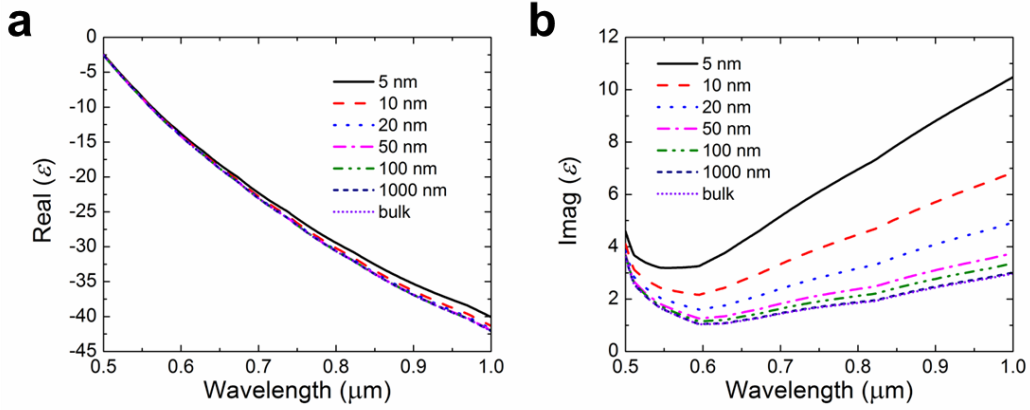 a
0
-5
-10
-15
-20
-25
-30
-35
-40
-45
Real (ε)
5 nm
10 nm
20 nm
50 nm
100 nm
1000 nm
bulk
0.5 0.6 0.7 0.8 0.9 1.0
Wavelength (μm)
b
12
10
8
6
4
2
0
Imag (ε)
5 nm
10 nm
20 nm
50 nm
100 nm
1000 nm
bulk
0.5 0.6 0.7 0.8 0.9 1.0
Wavelength (μm)